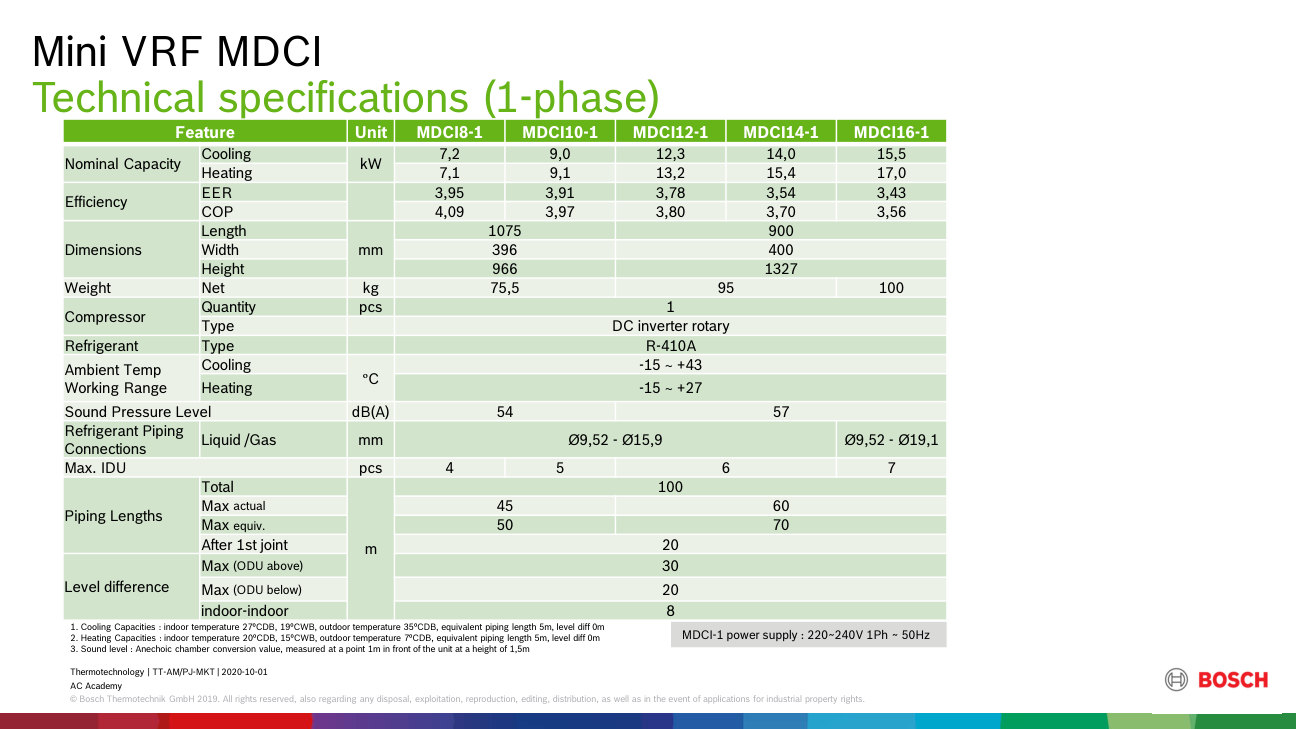 Mini VRF MDCI
Technical specifications (1-phase)
Feature Unit MDCI8-1 MDCI10-1 MDCI12-1 MDCI14-1 MDCI16-1
Nominal Capacity Cooling kW 7,2 9,0 12,3 14,0 15,5
Heating 7,1 9,1 13,2 15,4 17,0
Efficiency EER 3,95 3,91 3,78 3,54 3,43
COP 4,09 3,97 3,80 3,70 3,56
Dimensions Length mm 1075 900
Width 396 400
Height 966 1327
Weight Net kg 75,5 95 100
Compressor Quantity pcs 1
Type DC inverter rotary
Refrigerant Type R-410A
Ambient Temp Working Range Cooling °C -15 ~ +43
Heating -15 ~ +27
Sound Pressure Level dB(A) 54 57
Refrigerant Piping Connections Liquid /Gas mm Ø9,52 - Ø15,9 Ø9,52 - Ø19,1
Max. IDU pcs 4 5 6 7
Piping Lengths Total m 100
Max actual 45 60
Max equiv. 50 70
After 1st joint 20
Level difference Max (ODU above) 30
Max (ODU below) 20
indoor-indoor 8
1. Cooling Capacities : indoor temperature 27°CDB, 19°CWB, outdoor temperature 35°CDB, equivalent piping length 5m, level diff 0m
2. Heating Capacities : indoor temperature 20°CDB, 15°CWB, outdoor temperature 7°CDB, equivalent piping length 5m, level diff 0m
3. Sound level : Anechoic chamber conversion value, measured at a point 1m in front of the unit at a height of 1,5m
MDCI-1 power supply : 220~240V 1Ph ~ 50Hz
Thermotechnology | TT-AM/PJ-MKT | 2020-10-01
AC Academy
© Bosch Thermotechnik GmbH 2019. All rights reserved, also regarding any disposal, exploitation, reproduction, editing, distribution, as well as in the event of applications for industrial property rights.
BOSCH